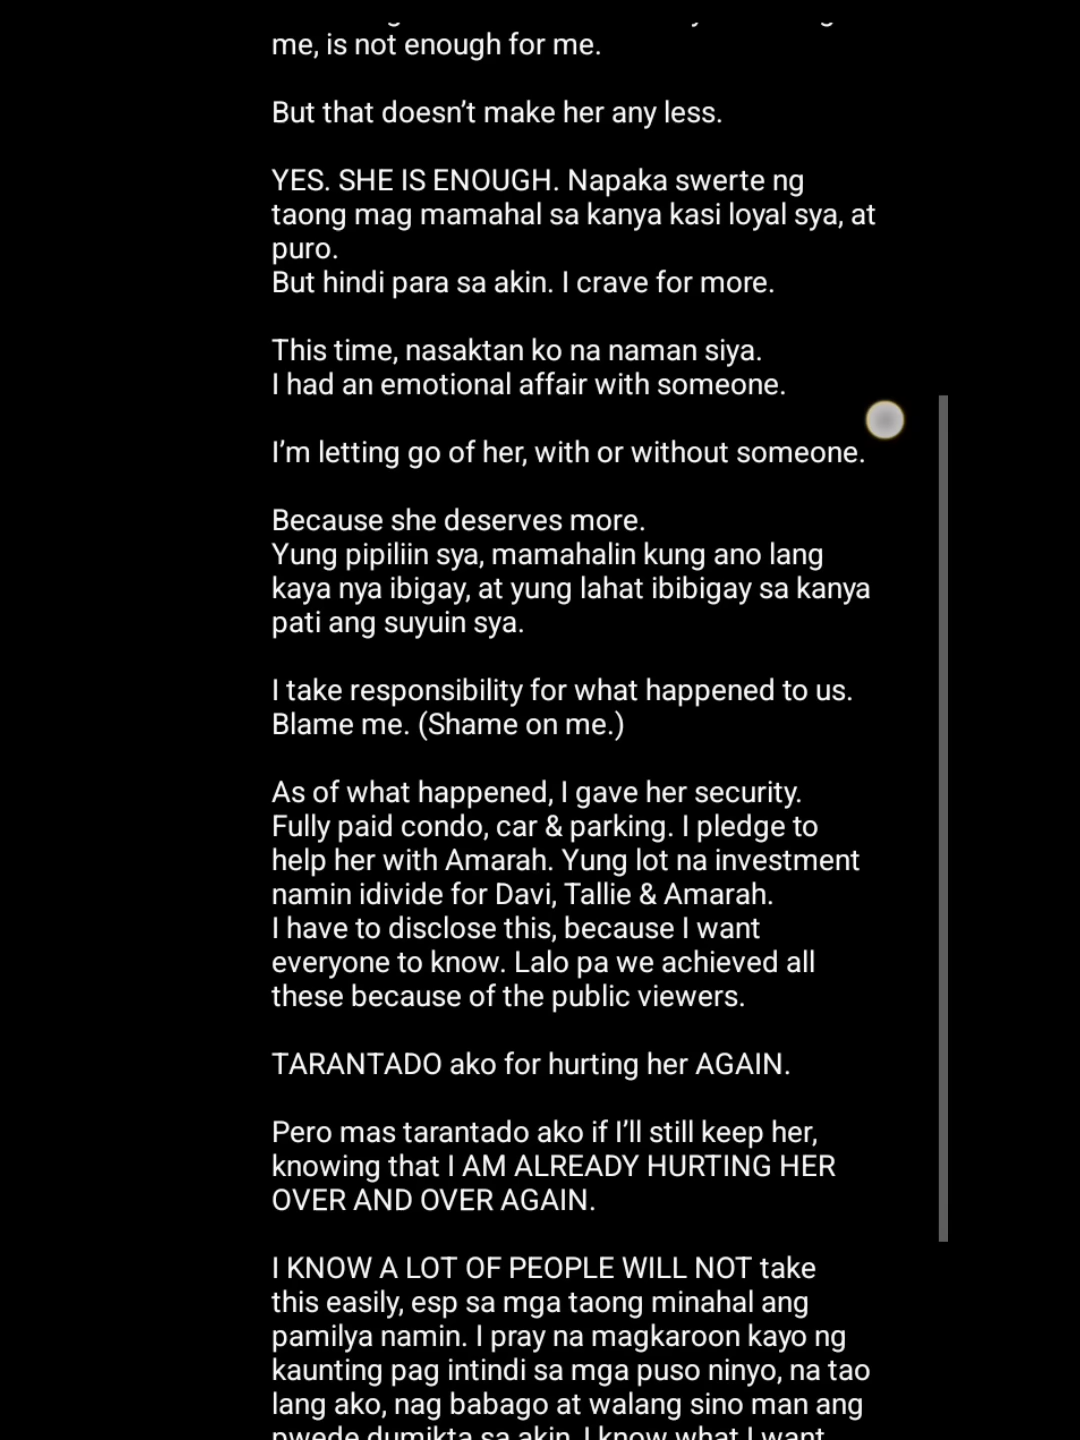 me, is not enough for me.
But that doesn’t make her any less.
YES. SHE IS ENOUGH. Napaka swerte ng
taong mag mamahal sa kanya kasi loyal sya, at
puro.
But hindi para sa akin. I crave for more.
This time, nasaktan ko na naman siya.
I had an emotional affair with someone.
I’m letting go of her, with or without someone.
Because she deserves more.
Yung pipiliin sya, mamahalin kung ano lang
kaya nya ibigay, at yung lahat ibibigay sa kanya
pati ang suyuin sya.
I take responsibility for what happened to us.
Blame me. (Shame on me.)
As of what happened, I gave her security.
Fully paid condo, car & parking. I pledge to
help her with Amarah. Yung lot na investment
namin idivide for Davi, Tallie & Amarah.
I have to disclose this, because I want
everyone to know. Lalo pa we achieved all
these because of the public viewers.
TARANTADO ako for hurting her AGAIN.
Pero mas tarantado ako if I’ll still keep her,
knowing that I AM ALREADY HURTING HER
OVER AND OVER AGAIN.
I KNOW A LOT OF PEOPLE WILL NOT take
this easily, esp sa mga taong minahal ang
pamilya namin. I pray na magkaroon kayo ng
kaunting pag intindi sa mga puso ninyo, na tao
lang ako, nag babago at walang sino man ang
pwede dumikta sa akin. I know what I want